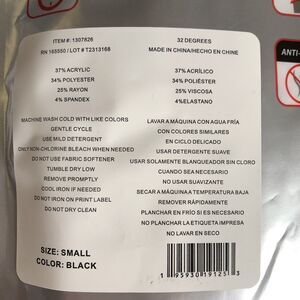 ITEM #: 1307826
RN 165550 / LOT # T2313168
37% ACRYLIC
34% POLYESTER
25% RAYON
4% SPANDEX
MACHINE WASH COLD WITH LIKE COLORS
GENTLE CYCLE
USE MILD DETERGENT
ONLY NON-CHLORINE BLEACH WHEN NEEDED
DO NOT USE FABRIC SOFTENER
TUMBLE DRY LOW
REMOVE PROMPTLY
COOL IRON IF NEEDED
DO NOT IRON ON PRINT LABEL
DO NOT DRY CLEAN
SIZE: SMALL
COLOR: BLACK
32 DEGREES
MADE IN CHINA/HECHO EN CHINE
37% ACRÍLICO
34% POLIÉSTER
25% VISCOSA
4%ELASTANO
LAVAR A MÁQUINA CON AGUA FRÍA
CON COLORES SIMILARES
EN CICLO DELICADO
USAR DETERGENTE SUAVE
USAR SOLAMENTE BLANQUEADOR SIN CLORO
CUANDO SEA NECESARIO
NO USAR SUAVIZANTE
SECAR A MÁQUINA A TEMPERATURA BAJA
REMOVER RÁPIDAMENTE
PLANCHAR EN FRÍO SI ES NECESARIO
NO PLANCHAR LA ETIQUETA IMPRESA
NO LAVAR EN SECO
1 95930 19125 3
ANTI-